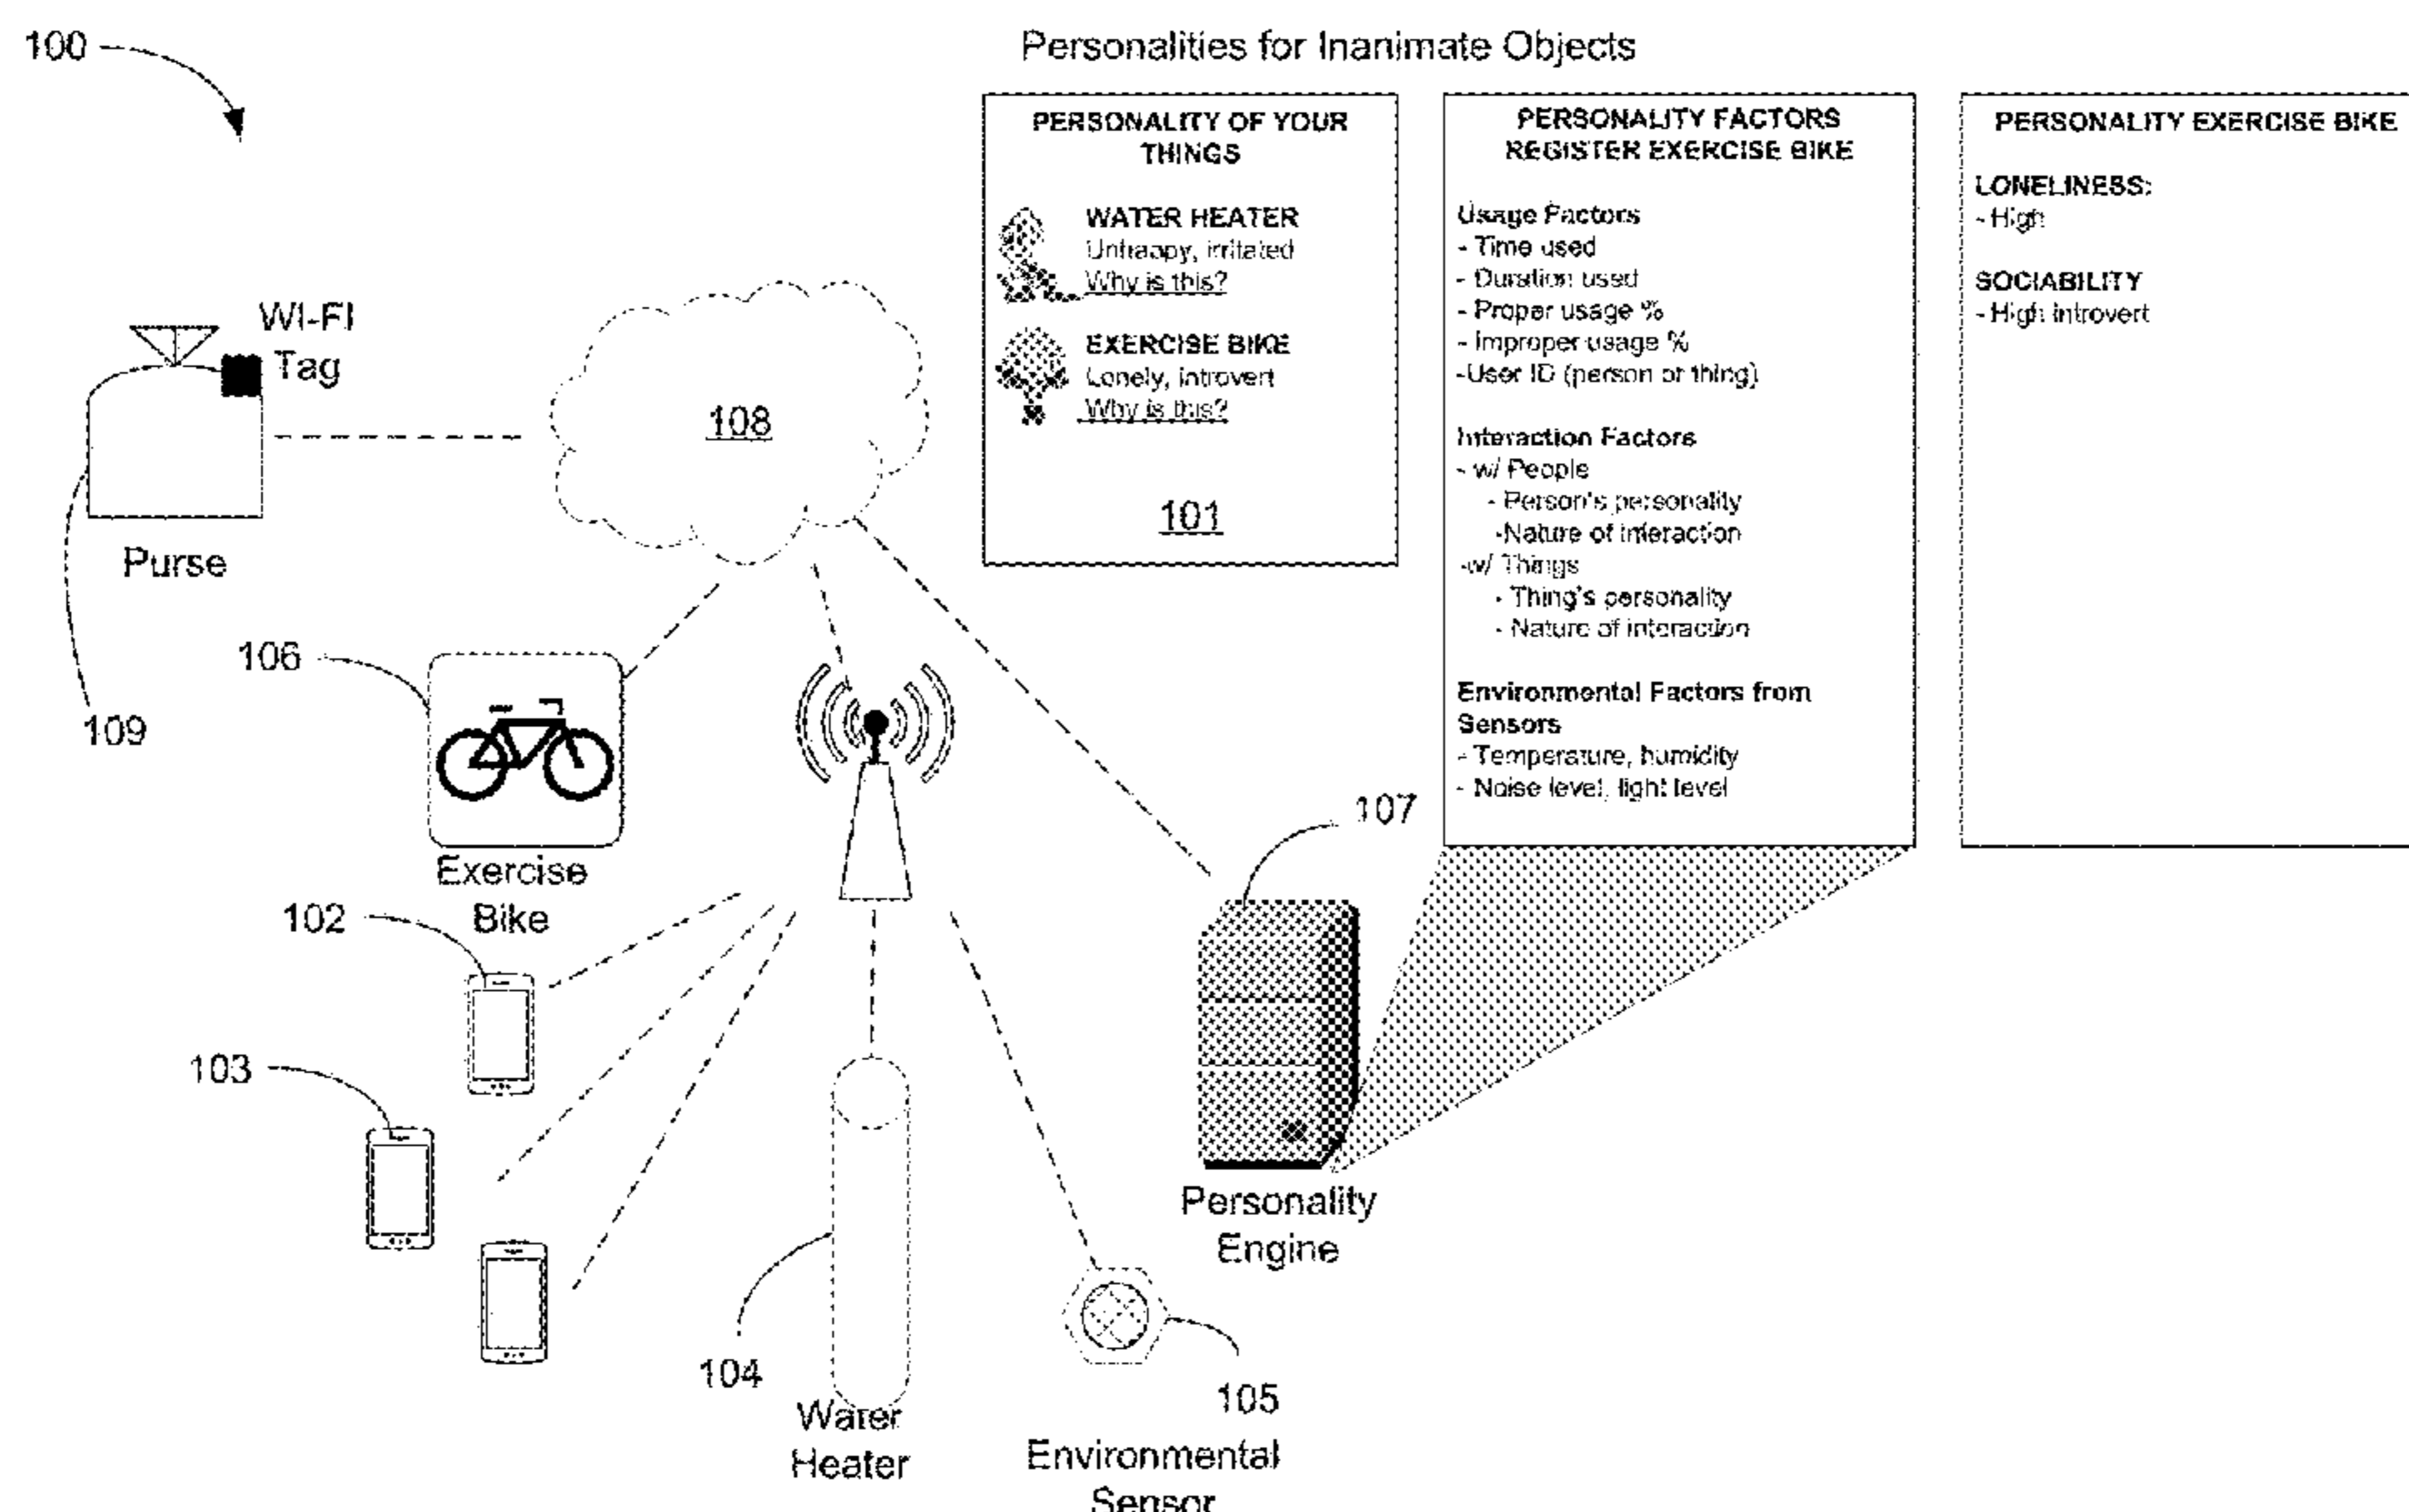 100
Personalities for Inanimate Objects
PERSONALITY OF YOUR
THINGS
WATER HEATER
Unhappy, irritated
Why is this?
EXERCISE BIKE
Lonely, introvert
Why is this?
101
PERSONALITY FACTORS
REGISTER EXERCISE BIKE
Usage Factors
- Time used
- Duration used
- Proper usage %
- Improper usage %
-User ID (person or thing)
Interaction Factors
- w/ People
- Person's personality
-Nature of interaction
-w/ Things
- Thing's personality
- Nature of interaction
Environmental Factors from
Sensors
- Temperature, humidity
- Noise level, light level
PERSONALITY EXERCISE BIKE
LONELINESS:
- High
SOCIABILITY
- High introvert
WI-FI
Tag
108
Purse
109
106
Exercise
Bike
102
103
107
Personality
Engine
104
Water
Heater
105
Environmental
Sensor